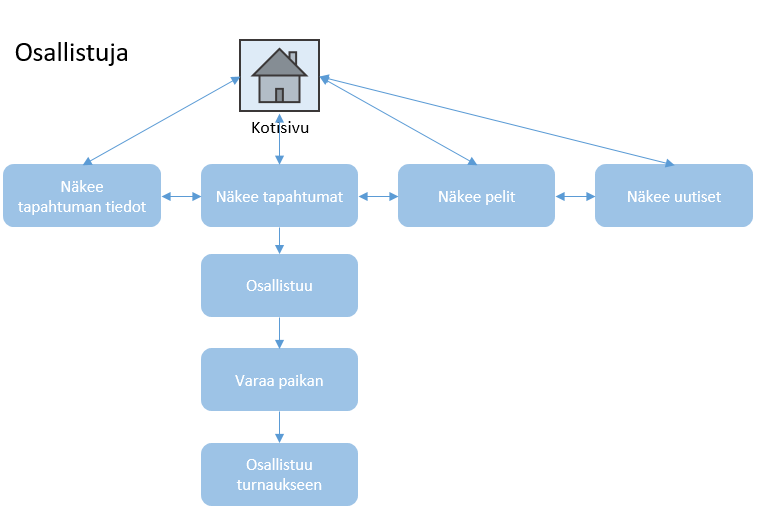 Osallistuja
Kotisivu
Näkee
tapahtuman tiedot
Näkee tapahtumat
Näkee pelit
Näkee uutiset
Osallistuu
Varaa paikan
Osallistuu
turnaukseen